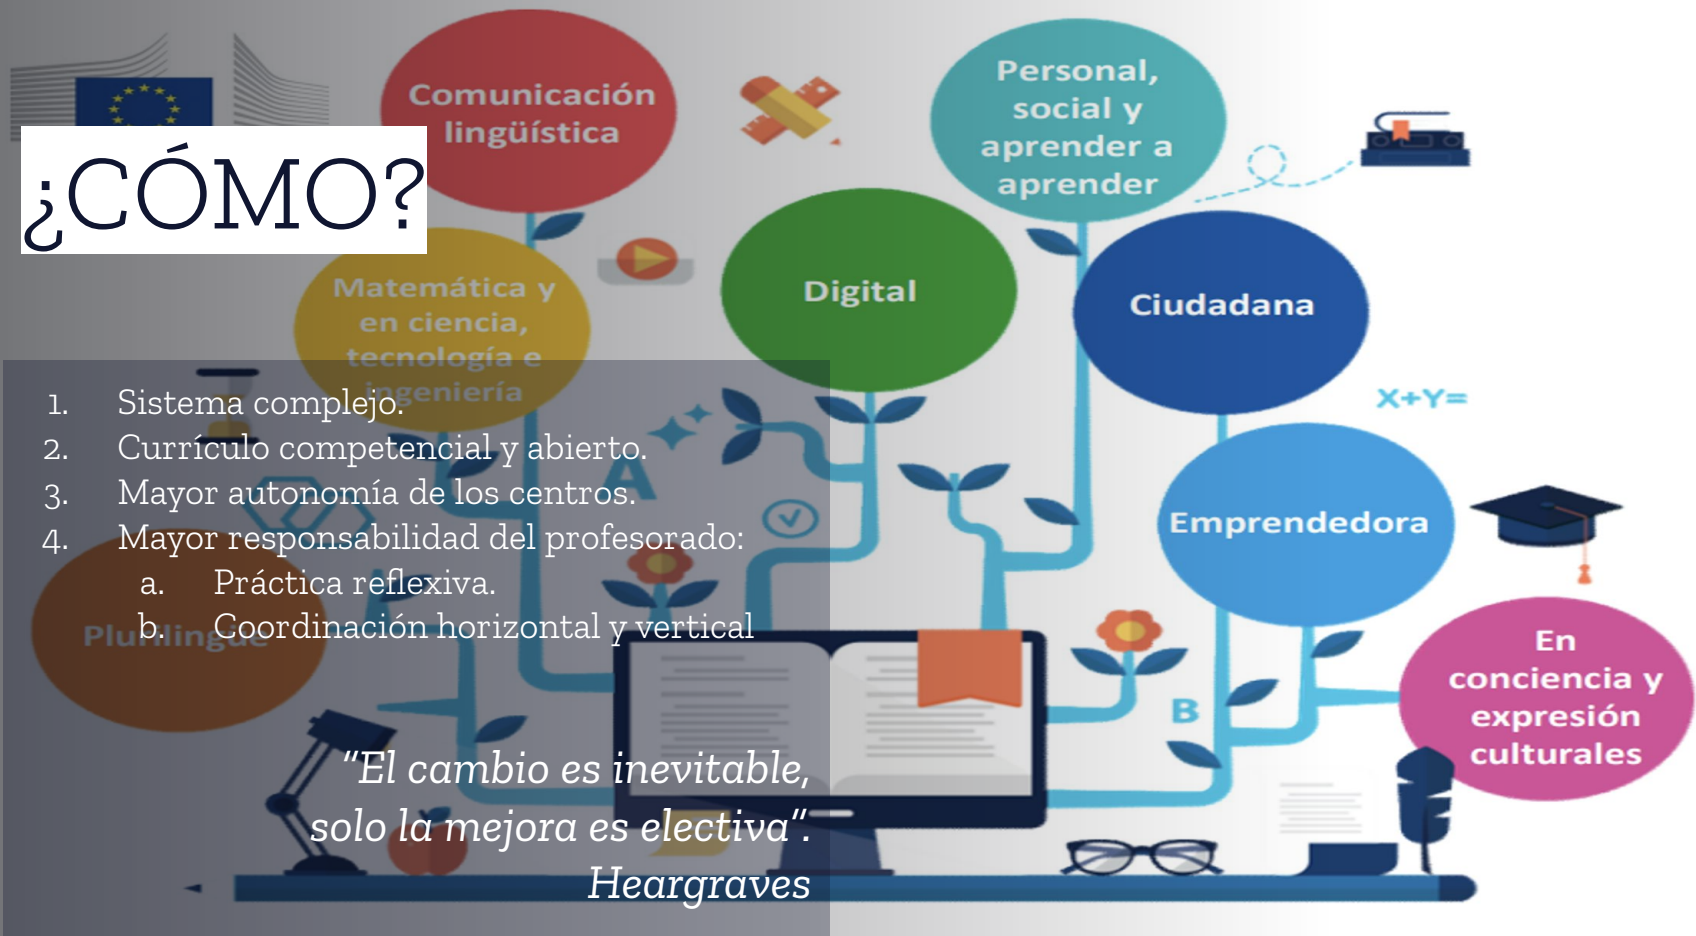 ¿CÓMO?
Comunicación
lingüística
Personal,
social y
aprender a
aprender
Matemática y
en ciencia,
tecnología e
ingeniería
Digital
Ciudadana
X+Y=
Emprendedora
En
conciencia y
expresión
culturales
Plurilingüe
A
B
1. Sistema complejo.
2. Currículo competencial y abierto.
3. Mayor autonomía de los centros.
4. Mayor responsabilidad del profesorado:
a. Práctica reflexiva.
b. Coordinación horizontal y vertical
“El cambio es inevitable,
solo la mejora es electiva”.
Heargraves